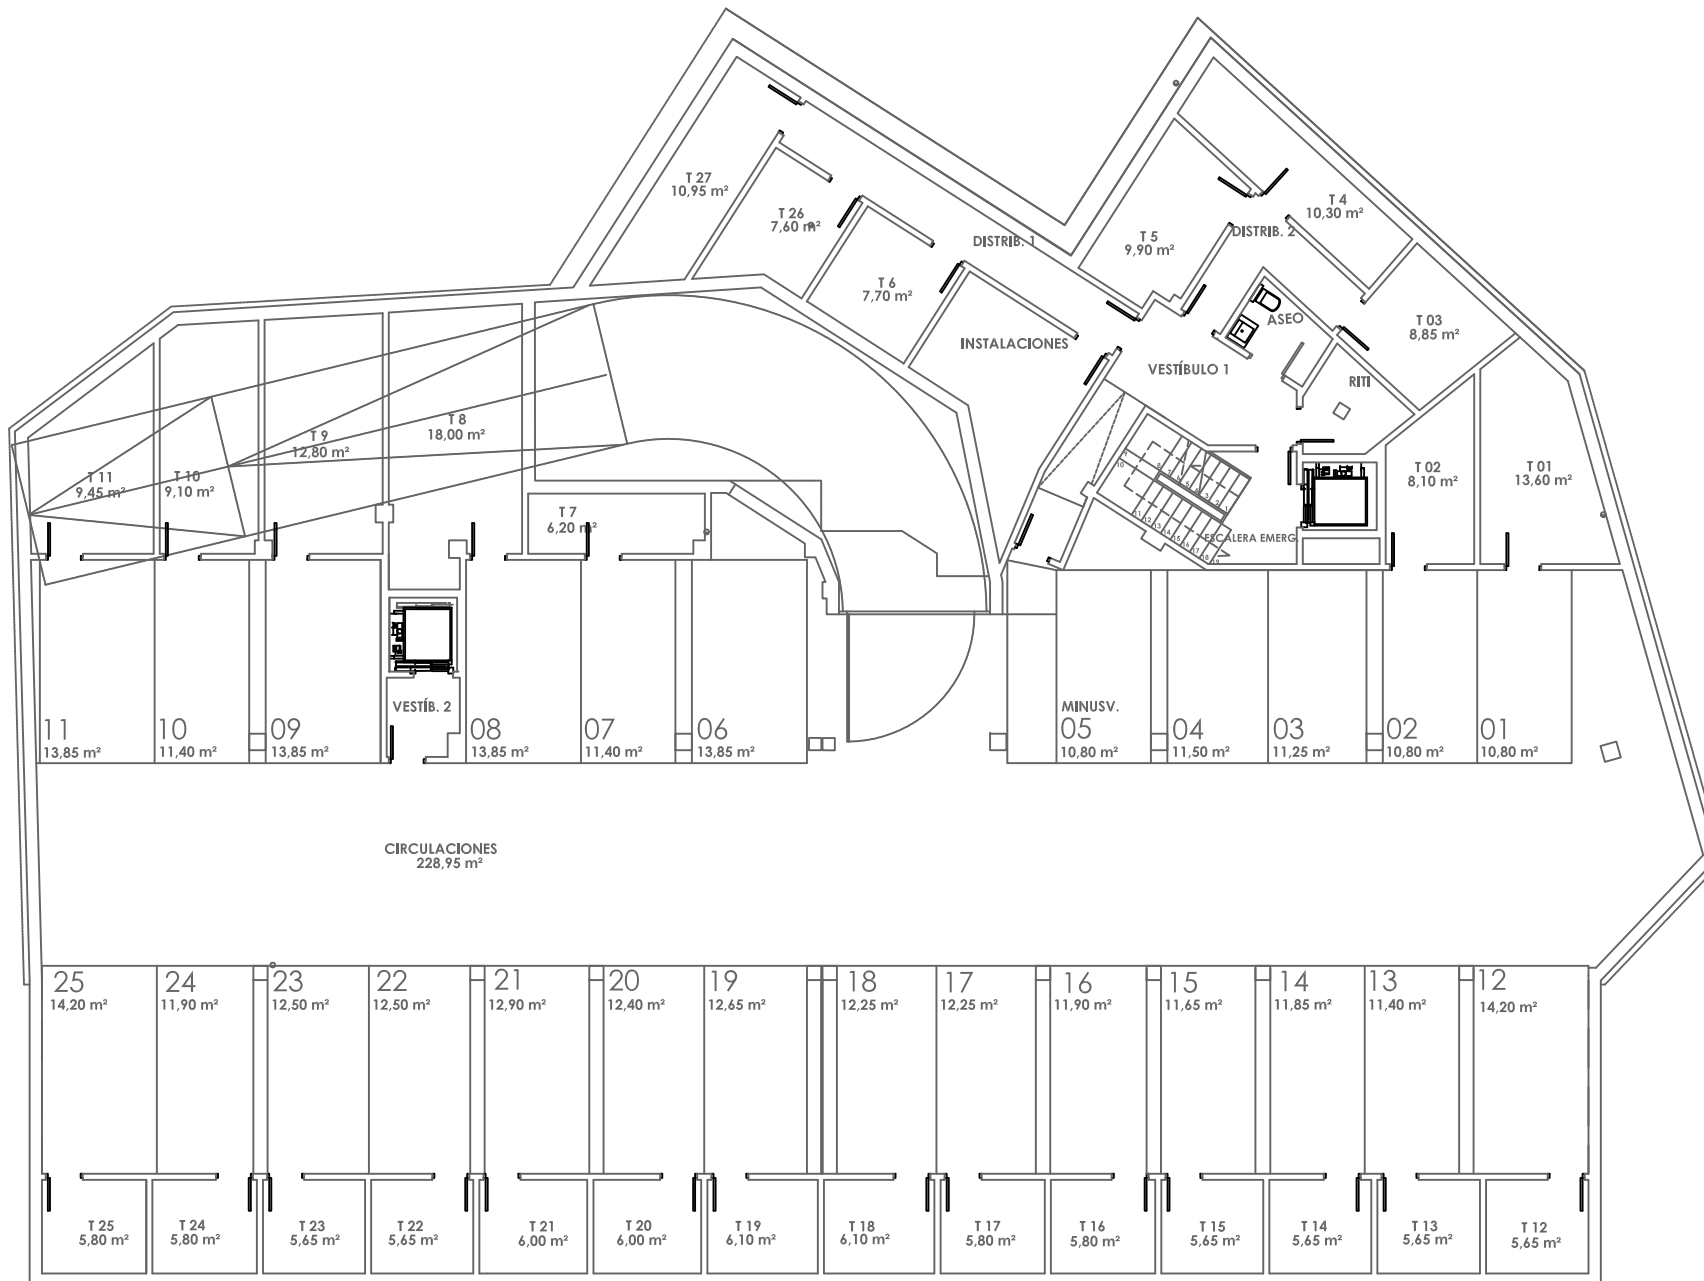 T 27
10,95 m²
T 26
7,60 m²
T 6
7,70 m²
DISTRIB. 1
INSTALACIONES
T 5
9,90 m²
DISTRIB. 2
T 4
10,30 m²
ASEO
T 03
8,85 m²
VESTÍBULO 1
RITI
T 11
9,45 m²
T 10
9,10 m²
T 9
12,80 m²
T 8
18,00 m²
T 7
6,20 m²
ESCALERA EMERG.
T 02
8,10 m²
T 01
13,60 m²
11
13,85 m²
10
11,40 m²
09
13,85 m²
VESTÍB. 2
08
13,85 m²
07
11,40 m²
06
13,85 m²
MINUSV.
05
10,80 m²
04
11,50 m²
03
11,25 m²
02
10,80 m²
01
10,80 m²
CIRCULACIONES
228,95 m²
25
14,20 m²
24
11,90 m²
23
12,50 m²
22
12,50 m²
21
12,90 m²
20
12,40 m²
19
12,65 m²
18
12,25 m²
17
12,25 m²
16
11,90 m²
15
11,65 m²
14
11,85 m²
13
11,40 m²
12
14,20 m²
T 25
5,80 m²
T 24
5,80 m²
T 23
5,65 m²
T 22
5,65 m²
T 21
6,00 m²
T 20
6,00 m²
T 19
6,10 m²
T 18
6,10 m²
T 17
5,80 m²
T 16
5,80 m²
T 15
5,65 m²
T 14
5,65 m²
T 13
5,65 m²
T 12
5,65 m²